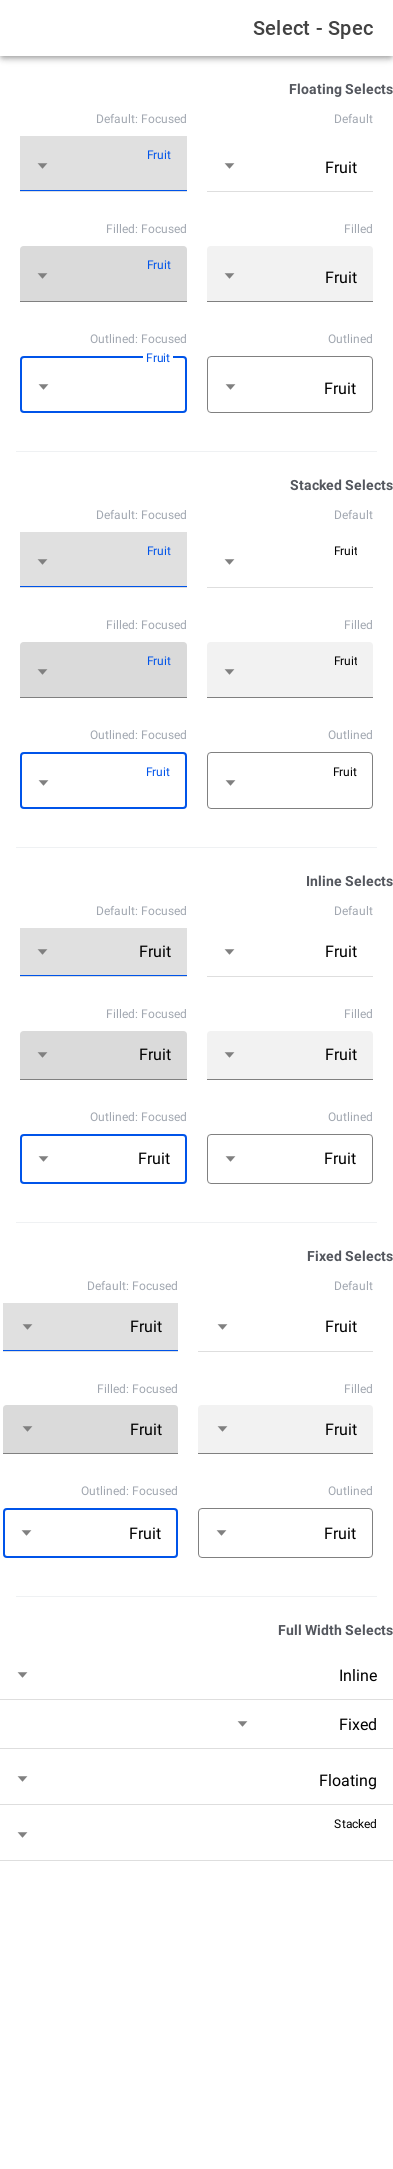 Select - Spec
Floating Selects
Default
Default: Focused
Fruit
Fruit
Filled
Filled: Focused
Fruit
Fruit
Outlined
Outlined: Focused
Fruit
Fruit
Stacked Selects
Default
Default: Focused
Fruit
Fruit
Filled
Filled: Focused
Fruit
Fruit
Outlined
Outlined: Focused
Fruit
Fruit
Inline Selects
Default
Default: Focused
Fruit
Fruit
Filled
Filled: Focused
Fruit
Fruit
Outlined
Outlined: Focused
Fruit
Fruit
Fixed Selects
Default
Default: Focused
Fruit
Fruit
Filled
Filled: Focused
Fruit
Fruit
Outlined
Outlined: Focused
Fruit
Fruit
Full Width Selects
Inline
Fixed
Floating
Stacked